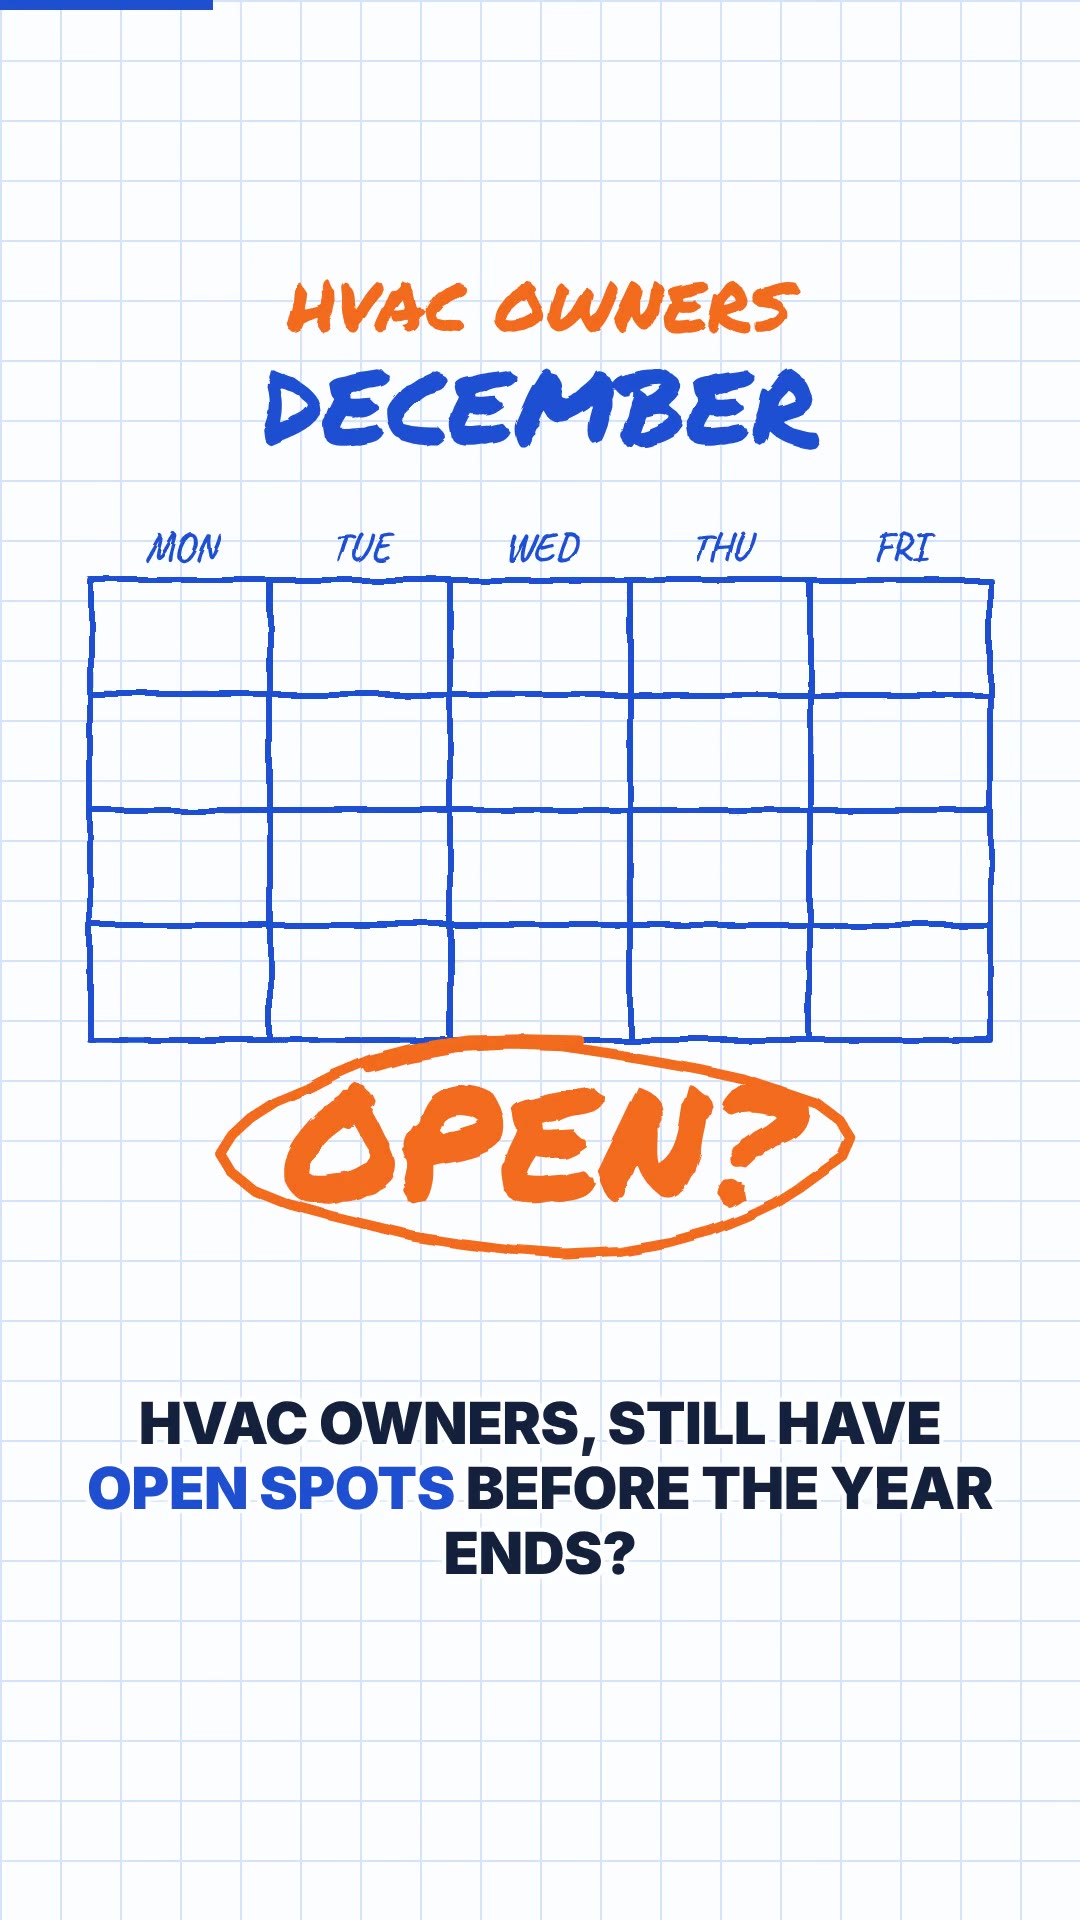 HVAC OWNERS
DECEMBER
MON TUE WED THU FRI
OPEN?
HVAC OWNERS, STILL HAVE
OPEN SPOTS BEFORE THE YEAR
ENDS?